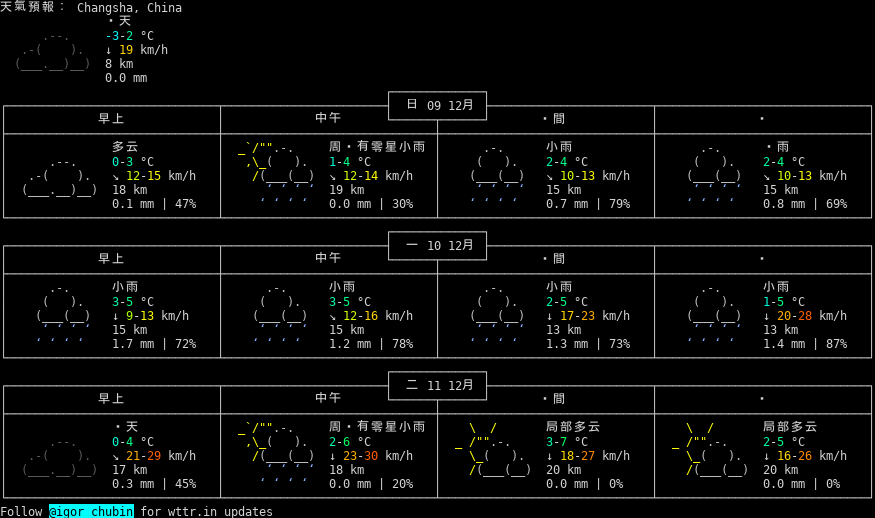 天氣預報： Changsha, China
・天
-3-2 °C
↓ 19 km/h
8 km
0.0 mm
日 09 12月
早上 中午 ・間 ・
多云 周・有零星小雨 小雨 ・雨
0-3 °C 1-4 °C 2-4 °C 2-4 °C
↘ 12-15 km/h ↘ 12-14 km/h ↘ 10-13 km/h ↘ 10-13 km/h
18 km 19 km 15 km 15 km
0.1 mm | 47% 0.0 mm | 30% 0.7 mm | 79% 0.8 mm | 69%
一 10 12月
早上 中午 ・間 ・
小雨 小雨 小雨 小雨
3-5 °C 3-5 °C 2-5 °C 1-5 °C
↓ 9-13 km/h ↘ 12-16 km/h ↓ 17-23 km/h ↓ 20-28 km/h
15 km 15 km 13 km 13 km
1.7 mm | 72% 1.2 mm | 78% 1.3 mm | 73% 1.4 mm | 87%
二 11 12月
早上 中午 ・間 ・
・天 周・有零星小雨 局部多云 局部多云
0-4 °C 2-6 °C 3-7 °C 2-5 °C
↘ 21-29 km/h ↓ 23-30 km/h ↓ 18-27 km/h ↓ 16-26 km/h
17 km 18 km 20 km 20 km
0.3 mm | 45% 0.0 mm | 20% 0.0 mm | 0% 0.0 mm | 0%
Follow @igor_chubin for wttr.in updates